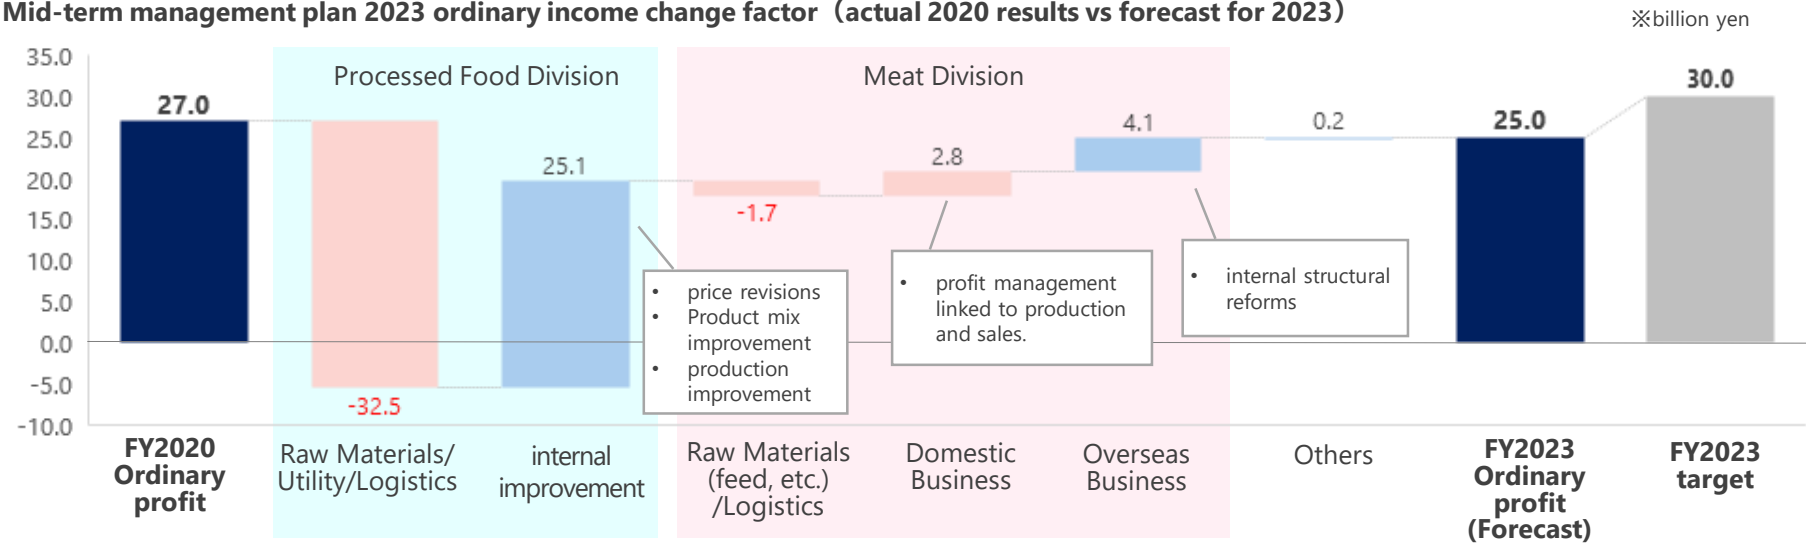 Mid-term management plan 2023 ordinary income change factor（actual 2020 results vs forecast for 2023）
※billion yen
35.0
30.0
25.0
20.0
15.0
10.0
5.0
0.0
-5.0
-10.0
Processed Food Division
Meat Division
27.0
-32.5
25.1
-1.7
2.8
4.1
0.2
25.0
30.0
• price revisions
• Product mix
improvement
• production
improvement
• profit management
linked to production
and sales.
• internal structural
reforms
FY2020
Ordinary
profit
Raw Materials/
Utility/Logistics
internal
improvement
Raw Materials
(feed, etc.)
/Logistics
Domestic
Business
Overseas
Business
Others
FY2023
Ordinary
profit
(Forecast)
FY2023
target